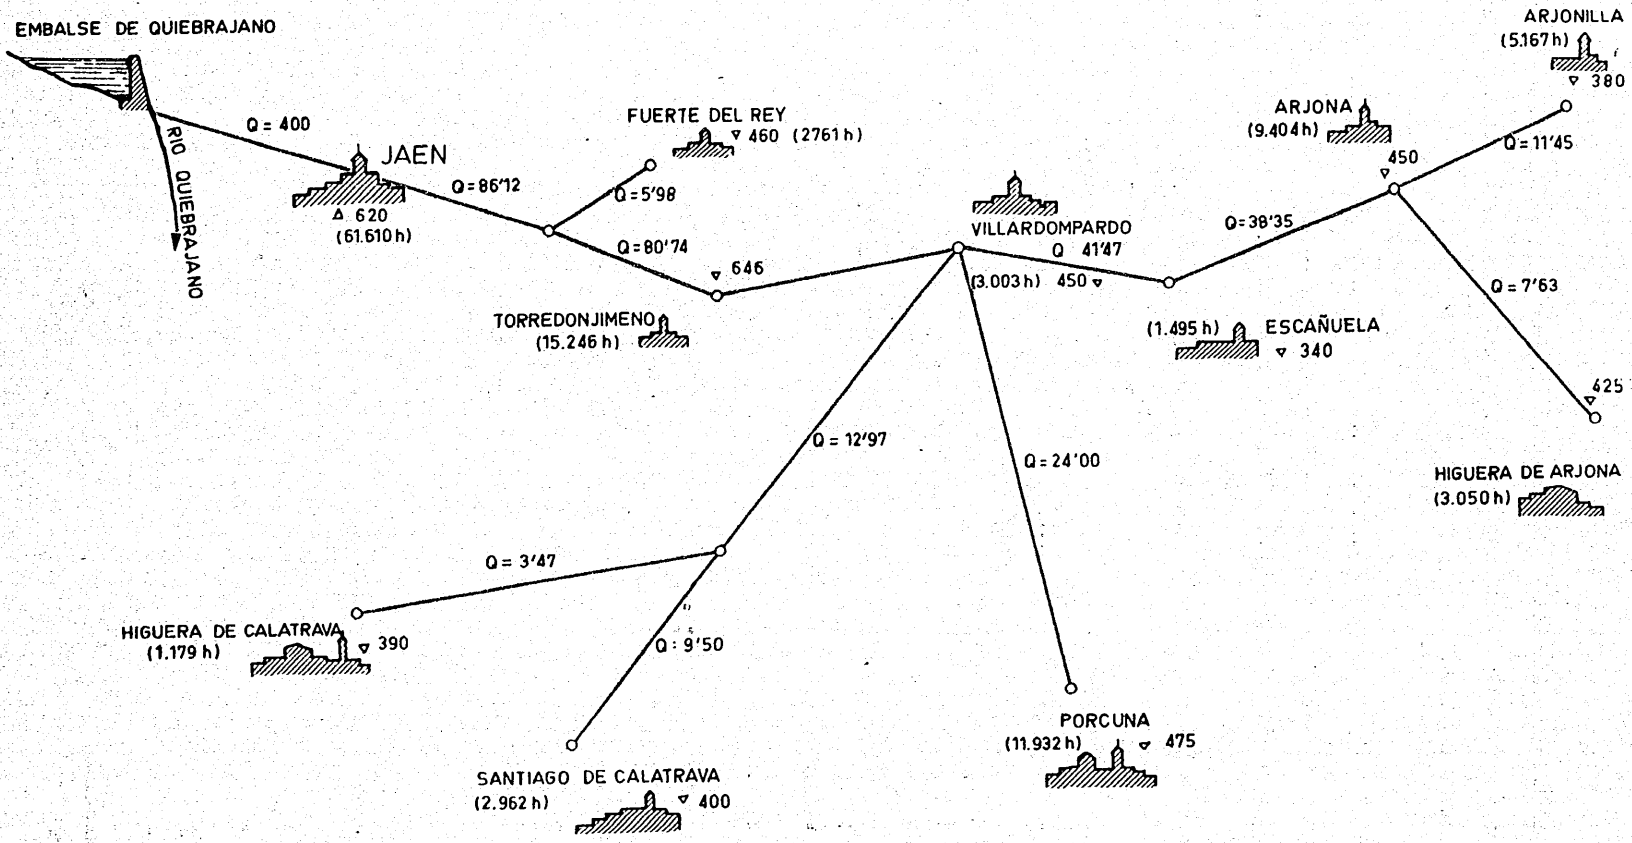 EMBALSE DE QUIEBRAJANO
Q = 400
RIO QUIEBRAJANO
JAEN
620
(61.610 h)
Q = 86'12
FUERTE DEL REY
460 (2761 h)
Q = 5'98
Q = 80'74
646
TORREDONJIMENO
(15.246 h)
VILLARDOMPARDO
Q 41'47
(3.003 h) 450
(1.495 h) ESCAÑUELA
340
Q = 38'35
ARJONA
(9.404 h)
450
ARJONILLA
(5.167 h)
380
Q = 11'45
Q = 7'63
425
HIGUERA DE ARJONA
(3.050 h)
Q = 12'97
Q = 24'00
Q = 3'47
HIGUERA DE CALATRAVA
(1.179 h)
390
Q : 9'50
SANTIAGO DE CALATRAVA
(2.962 h)
400
PORCUNA
(11.932 h)
475